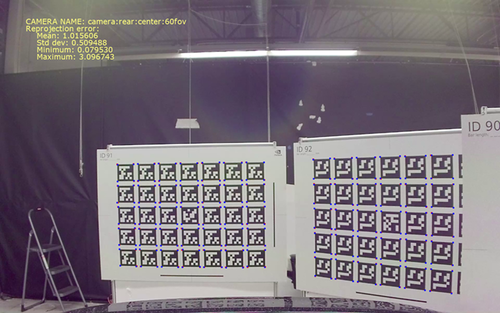 CAMERA NAME: camera:rear:center:60fov
Reprojection error:
Mean: 1.015606
Std dev: 0.509488
Minimum: 0.079530
Maximum: 3.096743
ID 91
ID 92
ID 90